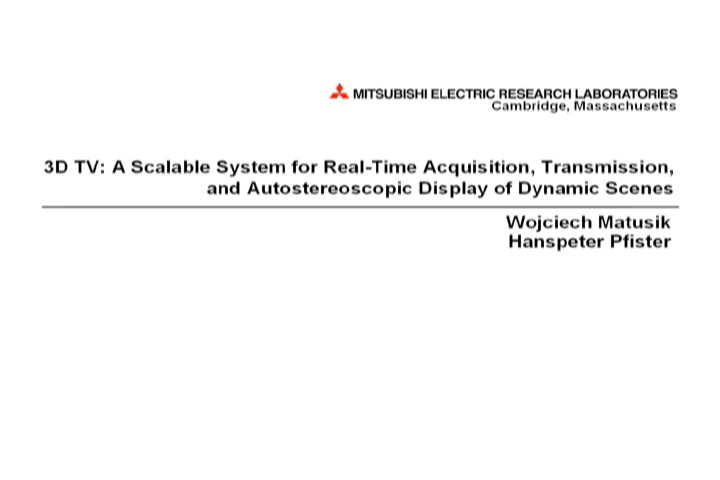 MITSUBISHI ELECTRIC RESEARCH LABORATORIES
Cambridge, Massachusetts
3D TV: A Scalable System for Real-Time Acquisition, Transmission,
and Autostereoscopic Display of Dynamic Scenes
Wojciech Matusik
Hanspeter Pfister